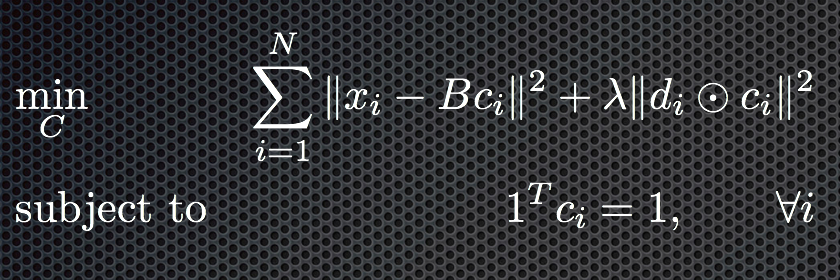 min_C ∑_{i=1}^{N} ‖x_i − Bc_i‖² + λ‖d_i ⊙ c_i‖²
subject to 1^T c_i = 1, ∀i